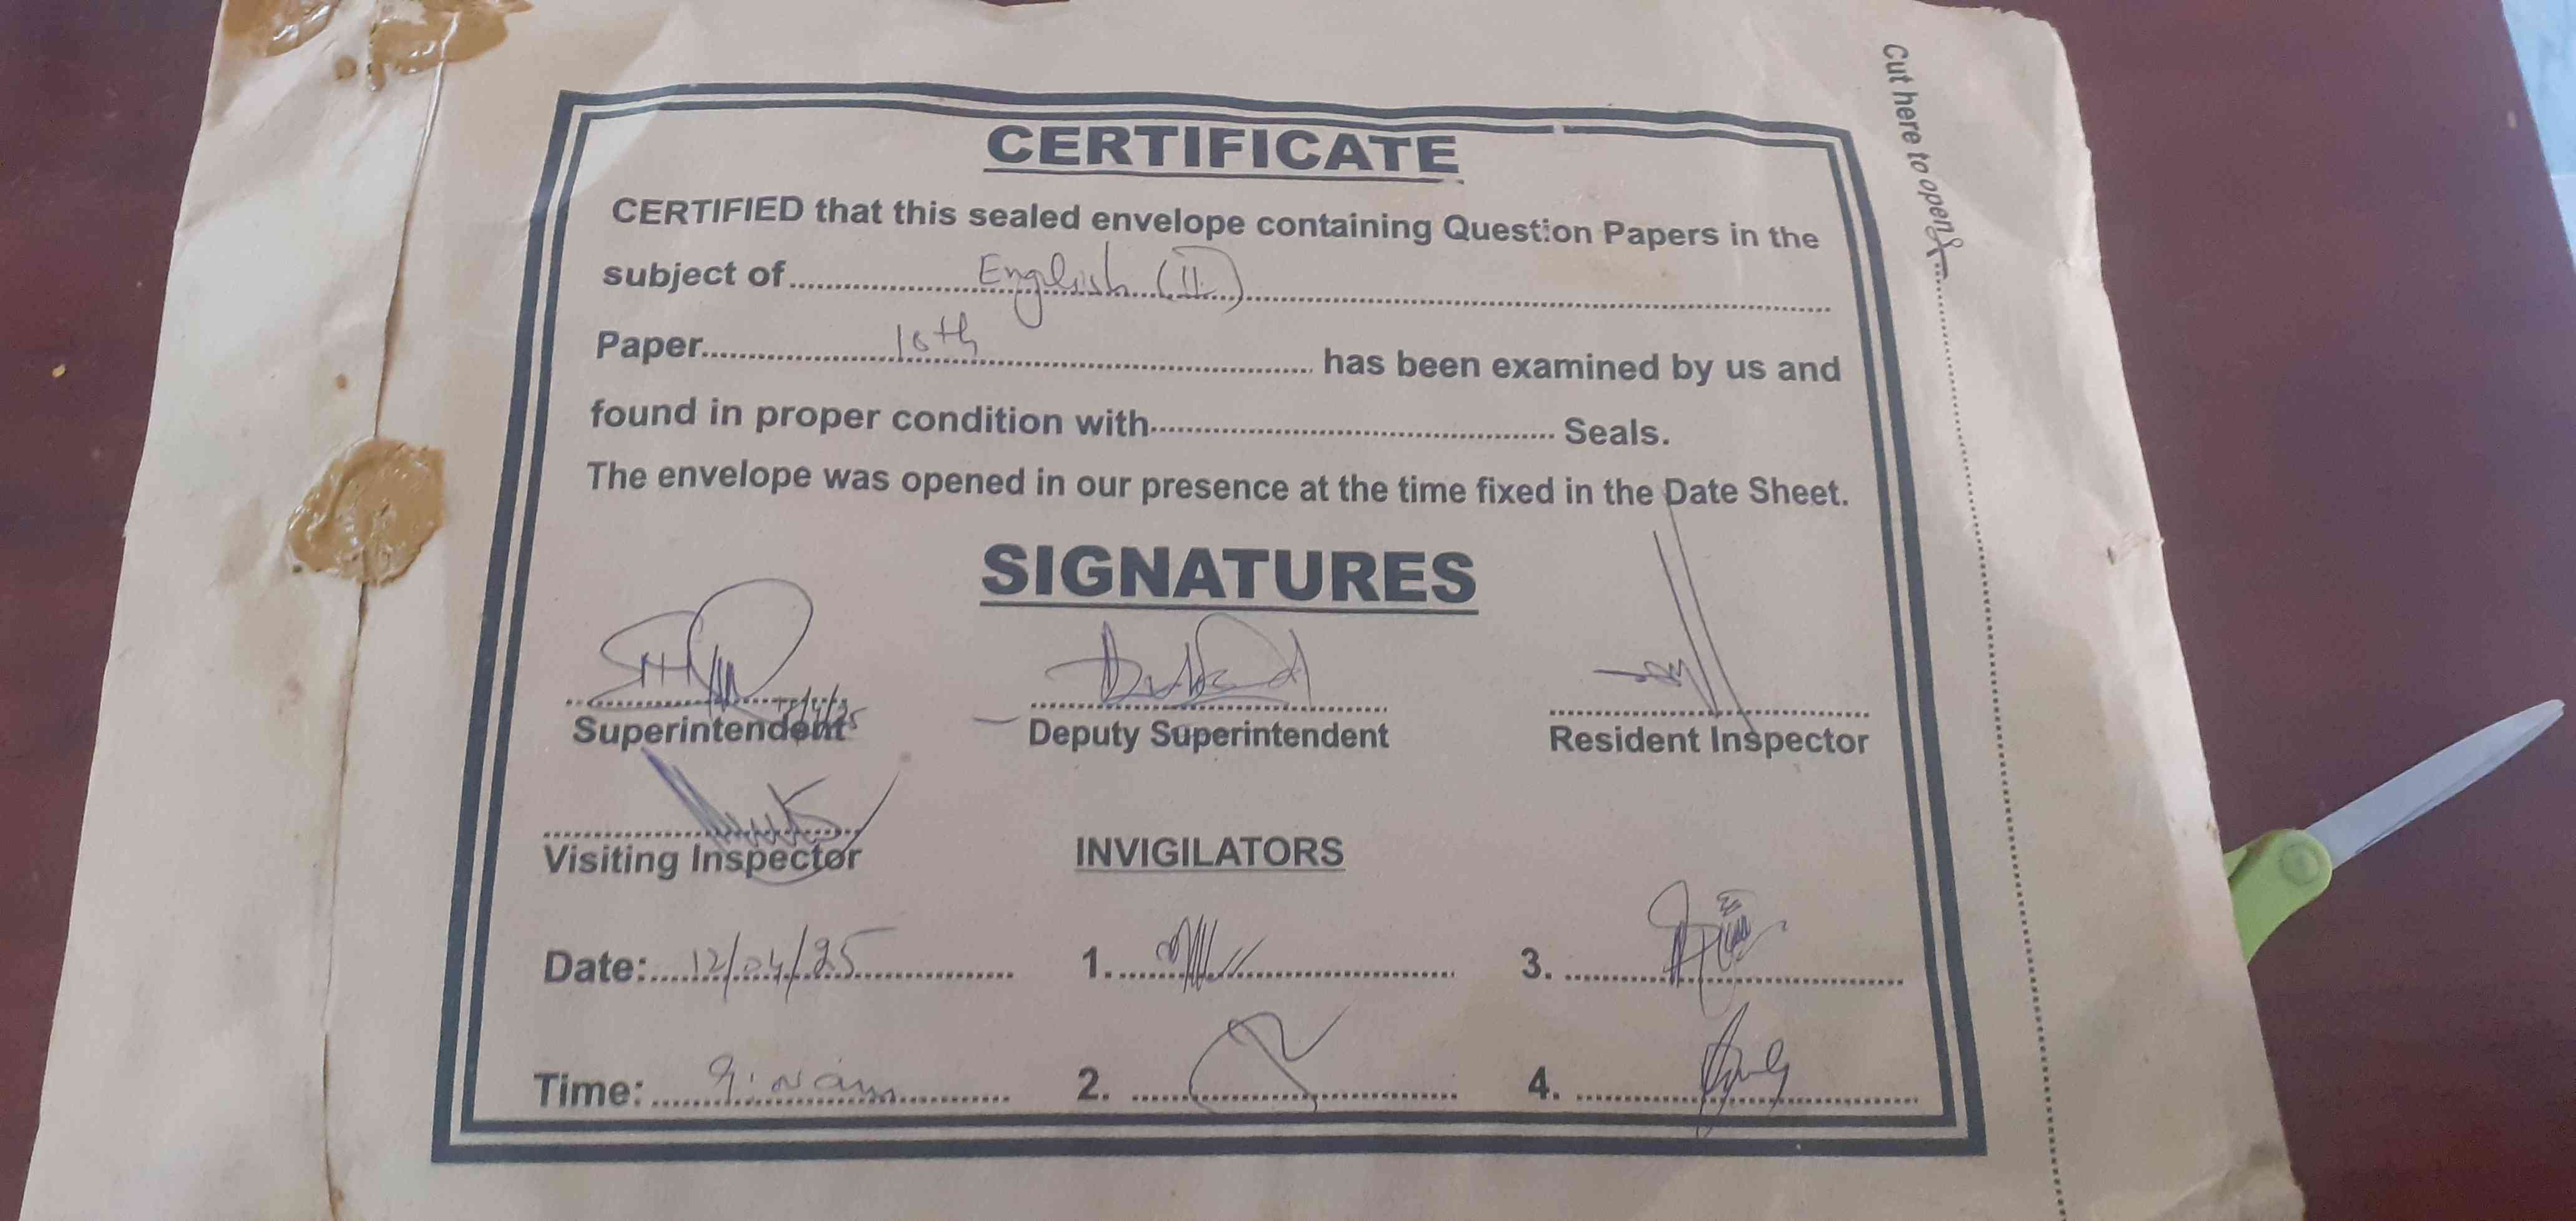 Cut here to open
CERTIFICATE
CERTIFIED that this sealed envelope containing Question Papers in the
subject of English (II)
Paper 10th has been examined by us and
found in proper condition with Seals.
The envelope was opened in our presence at the time fixed in the Date Sheet.
SIGNATURES
Superintendent Deputy Superintendent Resident Inspector
Visiting Inspector INVIGILATORS
Date: 12/04/25 1. 3.
Time: 2. 4.